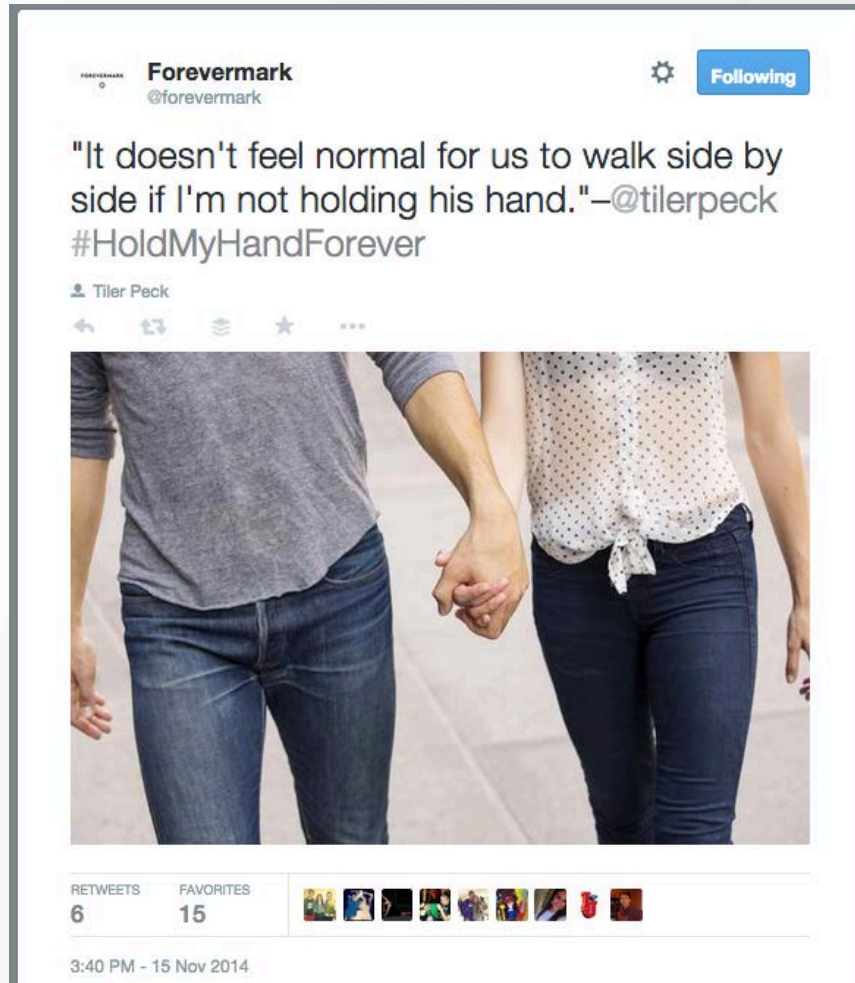 FOREVERMARK
Forevermark
@forevermark
Following
"It doesn't feel normal for us to walk side by
side if I'm not holding his hand."–@tilerpeck
#HoldMyHandForever
Tiler Peck
RETWEETS FAVORITES
6 15
3:40 PM - 15 Nov 2014